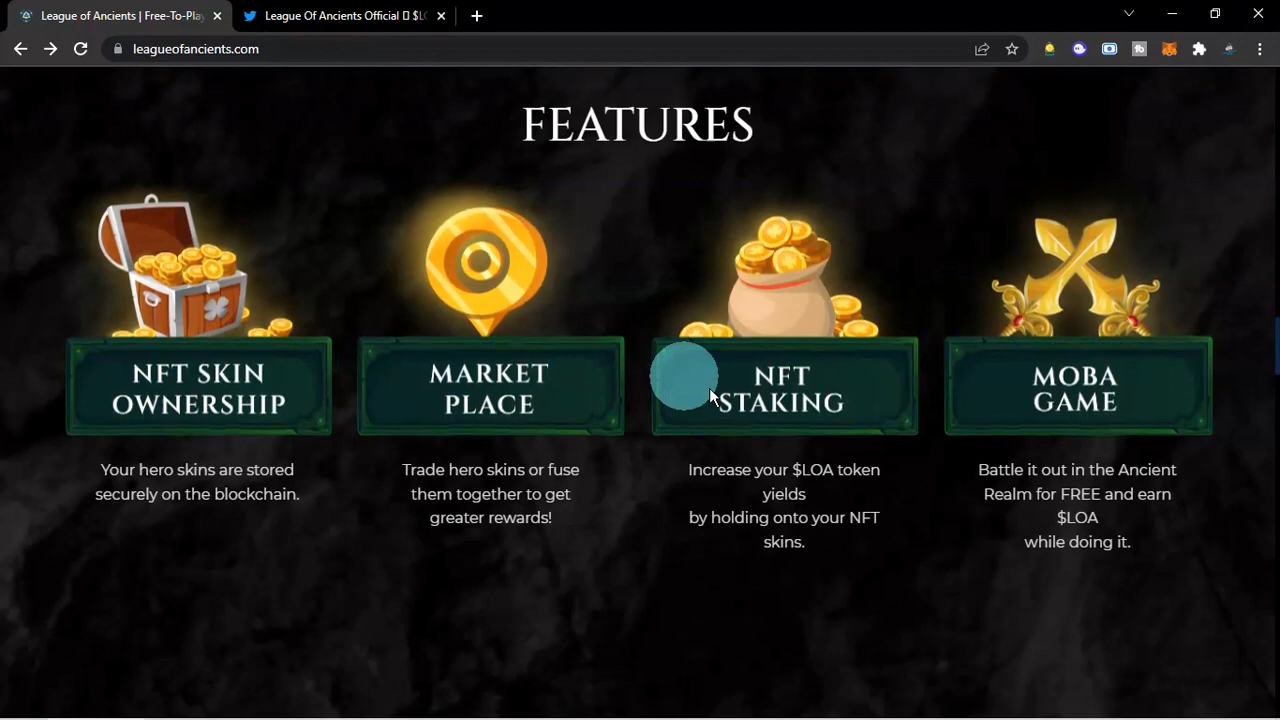 League of Ancients | Free-To-Play
League Of Ancients Official
leagueofancients.com
FEATURES
NFT SKIN
OWNERSHIP
MARKET
PLACE
NFT
STAKING
MOBA
GAME
Your hero skins are stored
securely on the blockchain.
Trade hero skins or fuse
them together to get
greater rewards!
Increase your $LOA token
yields
by holding onto your NFT
skins.
Battle it out in the Ancient
Realm for FREE and earn
$LOA
while doing it.